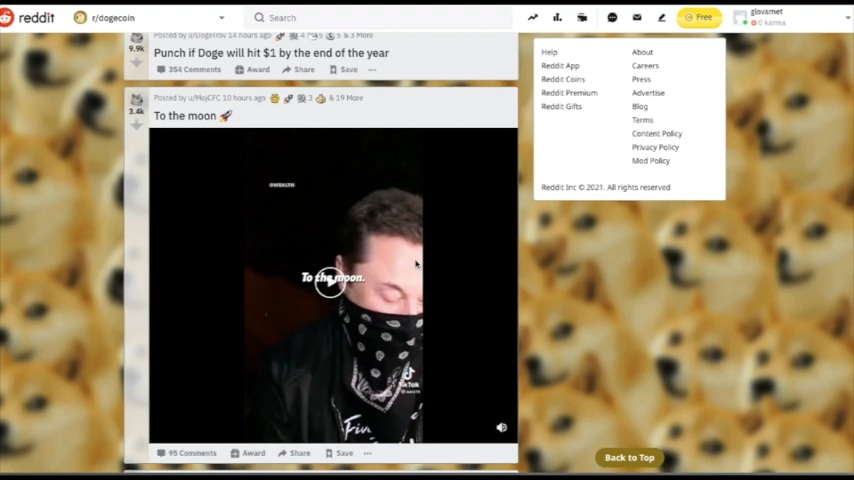 reddit
r/dogecoin
Search
Free
glovarnet
0 karma
9.9k
Posted by
14 hours ago
& 3 More
Punch if Doge will hit $1 by the end of the year
354 Comments
Award
Share
Save
...
3.4k
Posted by u/MojCFC 10 hours ago
3
& 19 More
To the moon 🚀
@WEALTH
To the moon.
TikTok
95 Comments
Award
Share
Save
...
Help
About
Reddit App
Careers
Reddit Coins
Press
Reddit Premium
Advertise
Reddit Gifts
Blog
Terms
Content Policy
Privacy Policy
Mod Policy
Reddit Inc © 2021. All rights reserved
Back to Top